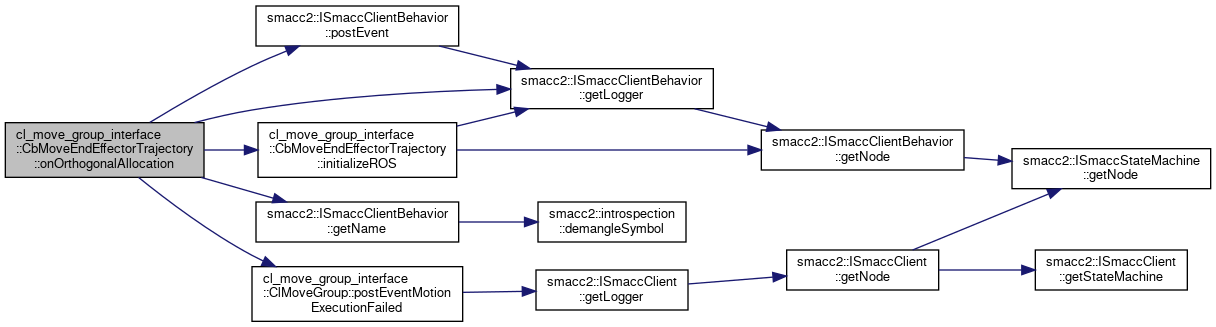 smacc2::ISmaccClientBehavior
::postEvent
smacc2::ISmaccClientBehavior
::getLogger
cl_move_group_interface
::CbMoveEndEffectorTrajectory
::onOrthogonalAllocation
cl_move_group_interface
::CbMoveEndEffectorTrajectory
::initializeROS
smacc2::ISmaccClientBehavior
::getNode
smacc2::ISmaccStateMachine
::getNode
smacc2::ISmaccClientBehavior
::getName
smacc2::introspection
::demangleSymbol
smacc2::ISmaccClient
::getNode
smacc2::ISmaccClient
::getStateMachine
cl_move_group_interface
::ClMoveGroup::postEventMotion
ExecutionFailed
smacc2::ISmaccClient
::getLogger